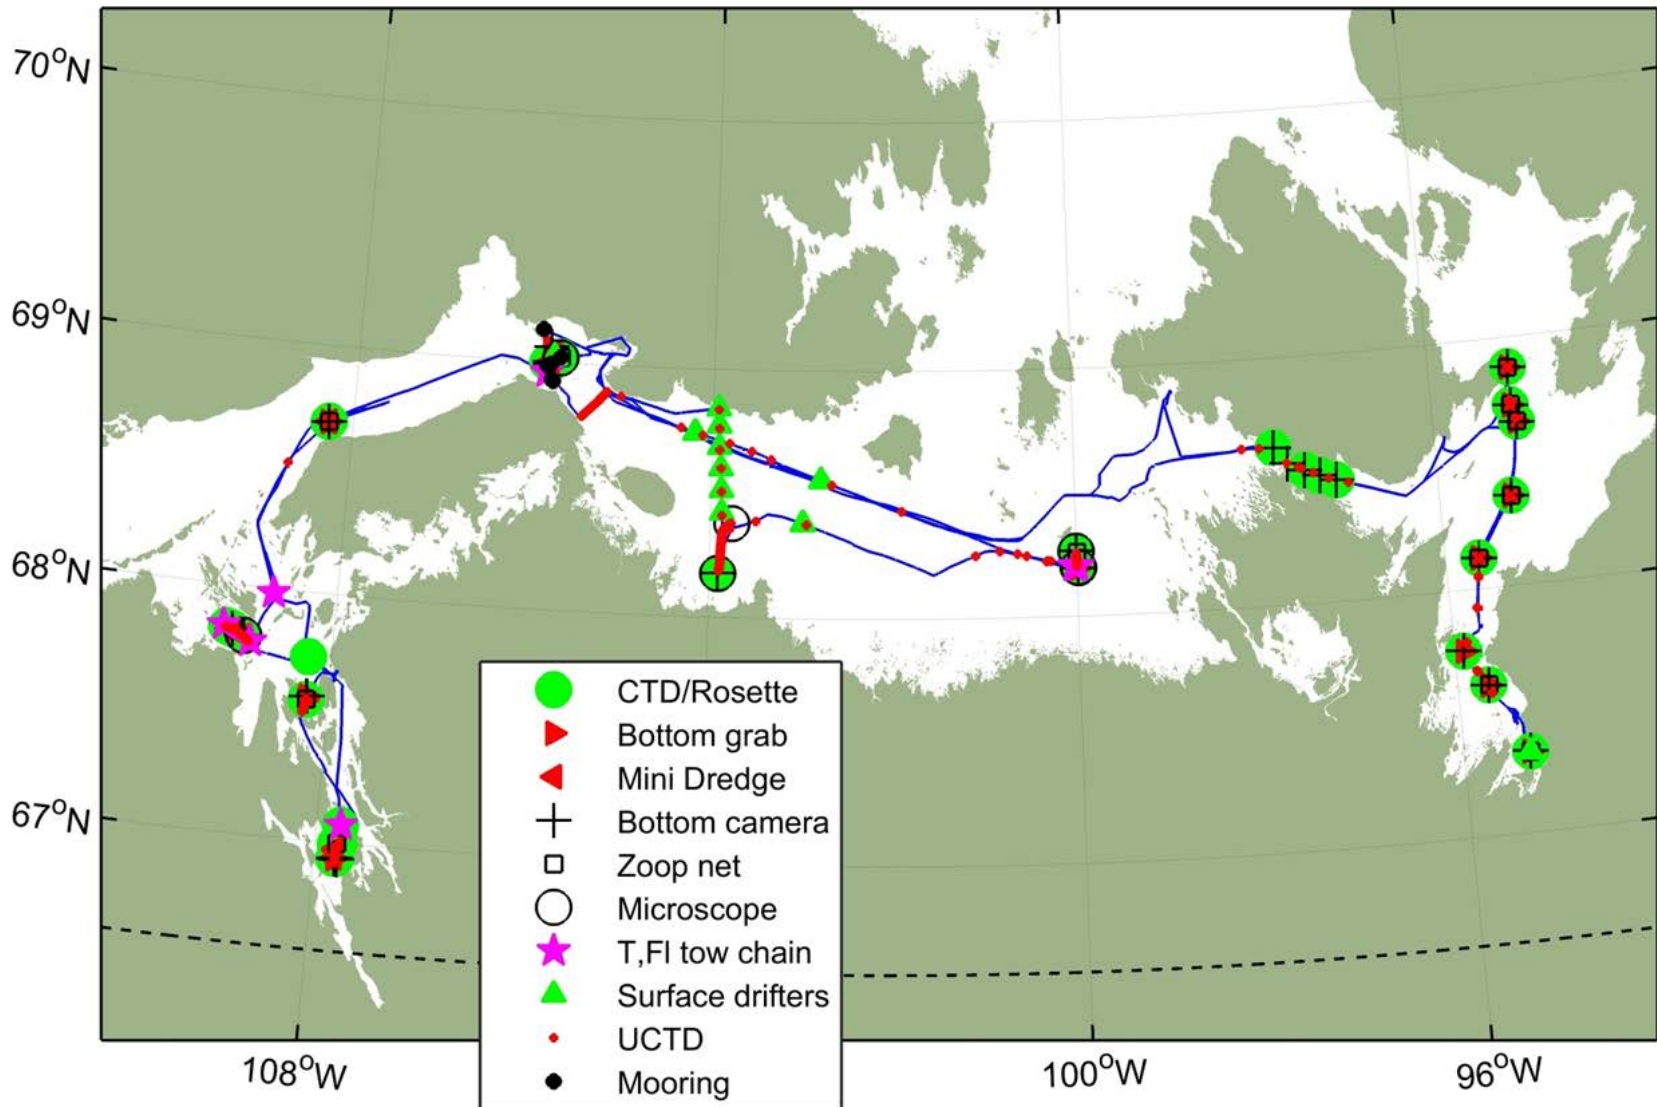 70°N
69°N
68°N
67°N
CTD/Rosette
Bottom grab
Mini Dredge
Bottom camera
Zoop net
Microscope
T,Fl tow chain
Surface drifters
UCTD
Mooring
108°W
100°W
96°W